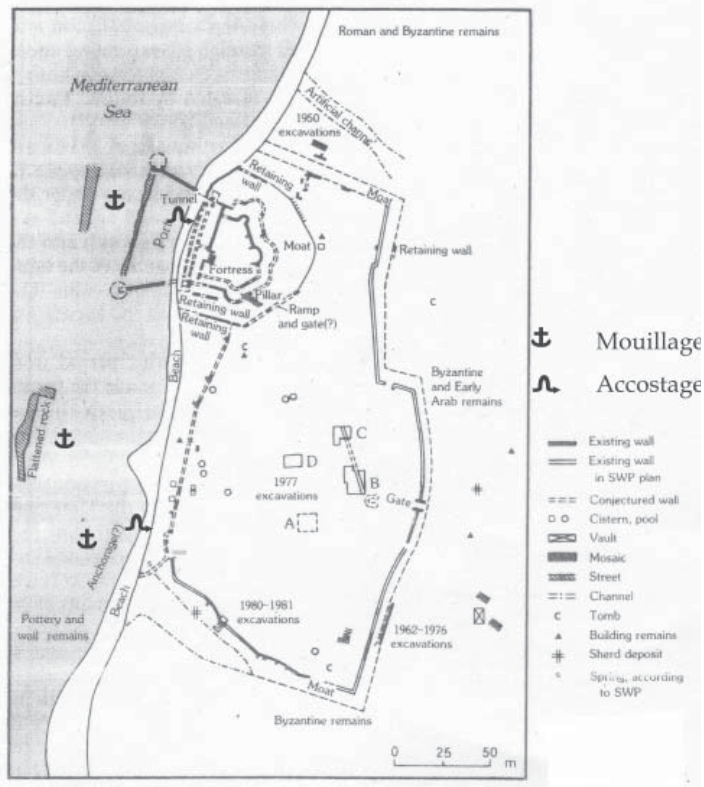 Roman and Byzantine remains
Mediterranean
Sea
Artificial channel
1950
excavations
Retaining
wall
Moat
Tunnel
Port
Moat
Retaining wall
Fortress
Pillar
Retaining wall
Retaining
wall
Ramp
and gate(?)
C
Beach
Byzantine
and Early
Arab remains
Flattened rock
C
D
1977
excavations
B
Gate
A
Anchorage(?)
Beach
Pottery and
wall remains
1980–1981
excavations
1962–1976
excavations
Moat
Byzantine remains
0 25 50
m
Mouillage
Accostage
Existing wall
Existing wall
in SWP plan
Conjectured wall
Cistern, pool
Vault
Mosaic
Street
Channel
Tomb
Building remains
Sherd deposit
Spring, according
to SWP